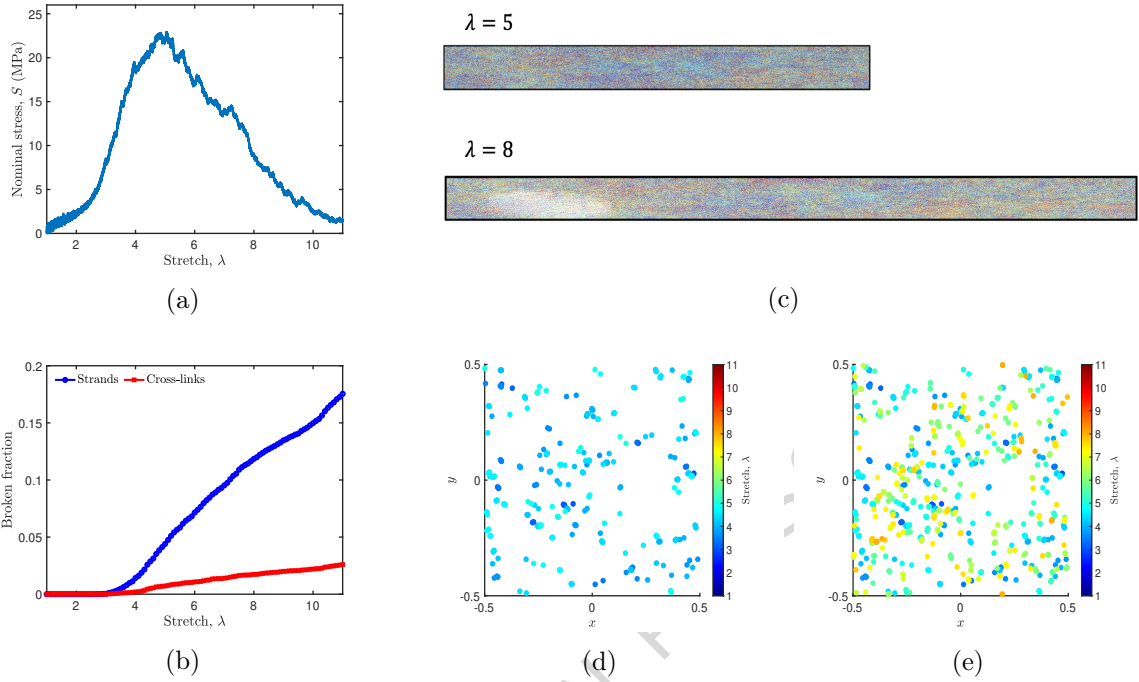 Nominal stress, S (MPa)
25
20
15
10
5
0
2 4 6 8 10
Stretch, λ
(a)
λ = 5
λ = 8
(c)
Broken fraction
0.2
0.15
0.1
0.05
0
Strands Cross-links
2 4 6 8 10
Stretch, λ
(b)
y
0.5
0
-0.5
-0.5 0 0.5
x
11
10
9
8
7
6
5
4
3
2
1
Stretch, λ
(d)
y
0.5
0
-0.5
-0.5 0 0.5
x
11
10
9
8
7
6
5
4
3
2
1
Stretch, λ
(e)